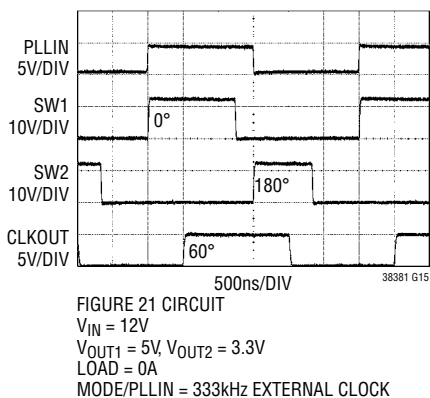 PLLIN
5V/DIV
SW1
10V/DIV
0°
SW2
10V/DIV
180°
CLKOUT
5V/DIV
60°
500ns/DIV
38381 G15
FIGURE 21 CIRCUIT
VIN = 12V
VOUT1 = 5V, VOUT2 = 3.3V
LOAD = 0A
MODE/PLLIN = 333kHz EXTERNAL CLOCK